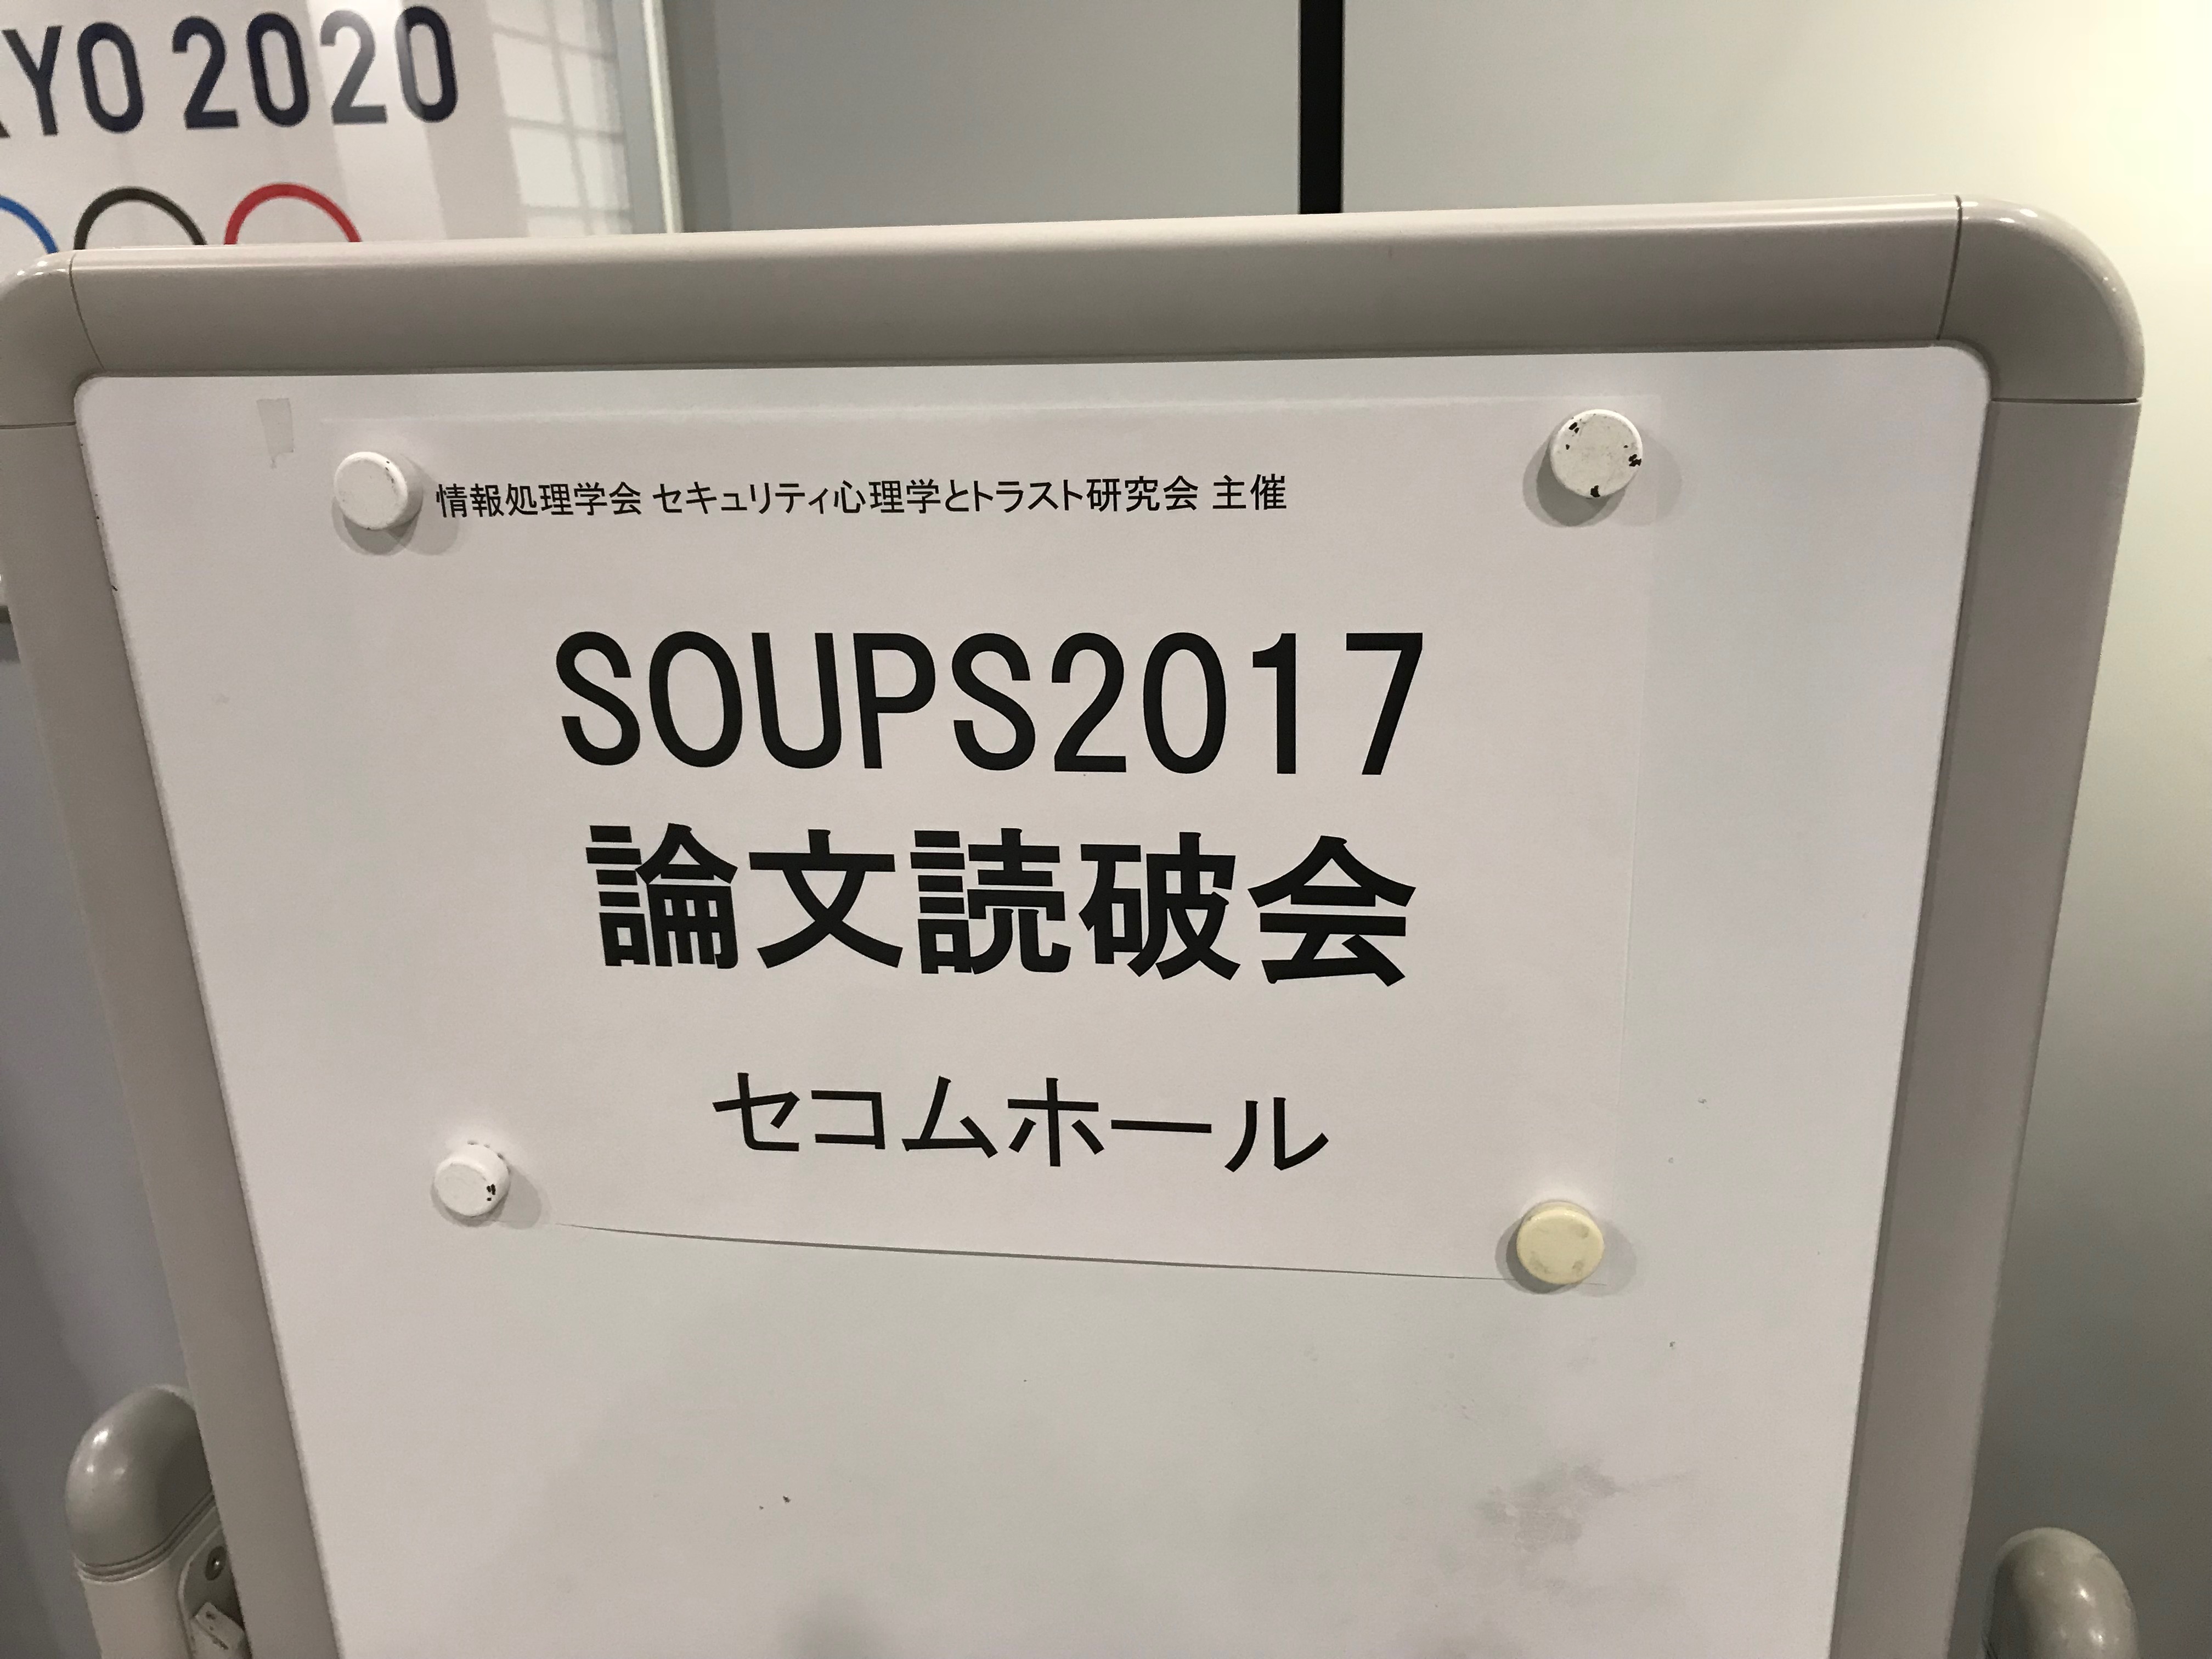 YO 2020
情報処理学会 セキュリティ心理学とトラスト研究会 主催
SOUPS2017
論文読破会
セコムホール